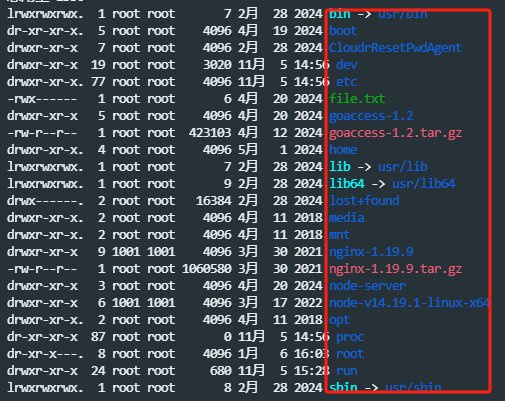 lrwxrwxrwx. 1 root root 7 2月 28 2024 bin -> usr/bin
dr-xr-xr-x. 5 root root 4096 4月 19 2024 boot
drwxr-xr-x 7 root root 4096 2月 28 2024 CloudrResetPwdAgent
drwxr-xr-x 19 root root 3020 11月 5 14:56 dev
drwxr-xr-x. 77 root root 4096 11月 5 14:56 etc
-rwx------ 1 root root 6 4月 20 2024 file.txt
drwxr-xr-x 5 root root 4096 4月 20 2024 goaccess-1.2
-rw-r--r-- 1 root root 423103 4月 12 2024 goaccess-1.2.tar.gz
drwxr-xr-x. 4 root root 4096 5月 1 2024 home
lrwxrwxrwx. 1 root root 7 2月 28 2024 lib -> usr/lib
lrwxrwxrwx. 1 root root 9 2月 28 2024 lib64 -> usr/lib64
drwx------. 2 root root 16384 2月 28 2024 lost+found
drwxr-xr-x. 2 root root 4096 4月 11 2018 media
drwxr-xr-x. 2 root root 4096 4月 11 2018 mnt
drwxr-xr-x 9 1001 1001 4096 3月 30 2021 nginx-1.19.9
-rw-r--r-- 1 root root 1060580 3月 30 2021 nginx-1.19.9.tar.gz
drwxr-xr-x 3 root root 4096 4月 20 2024 node-server
drwxr-xr-x 6 1001 1001 4096 3月 17 2022 node-v14.19.1-linux-x64
drwxr-xr-x. 2 root root 4096 4月 11 2018 opt
dr-xr-xr-x 87 root root 0 11月 5 14:56 proc
dr-xr-x---. 8 root root 4096 1月 6 16:03 root
drwxr-xr-x 24 root root 680 11月 5 15:28 run
lrwxrwxrwx. 1 root root 8 2月 28 2024 sbin -> usr/sbin